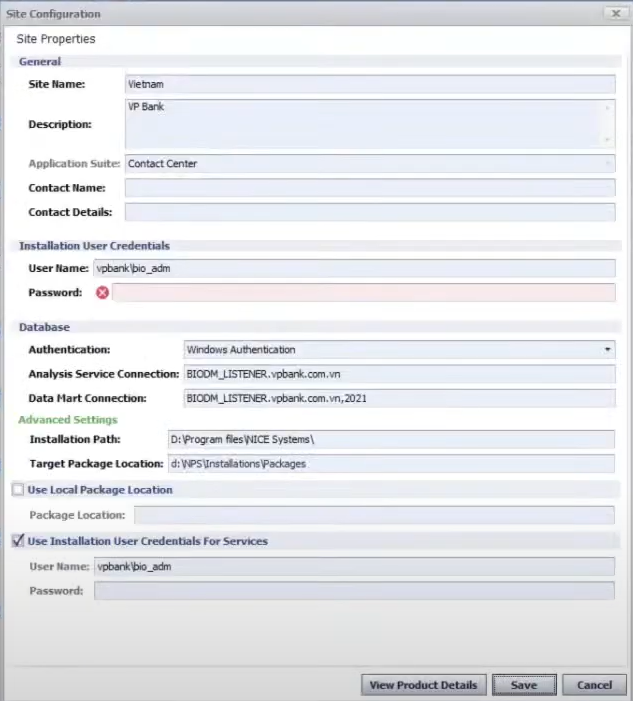 Site Configuration
Site Properties
General
Site Name: Vietnam
Description: VP Bank
Application Suite: Contact Center
Contact Name:
Contact Details:
Installation User Credentials
User Name: vpbank\bio_adm
Password:
Database
Authentication: Windows Authentication
Analysis Service Connection: BIODM_LISTENER.vpbank.com.vn
Data Mart Connection: BIODM_LISTENER.vpbank.com.vn,2021
Advanced Settings
Installation Path: D:\Program files\NICE Systems\
Target Package Location: d:\NPS\Installations\Packages
Use Local Package Location
Package Location:
Use Installation User Credentials For Services
User Name: vpbank\bio_adm
Password:
View Product Details Save Cancel